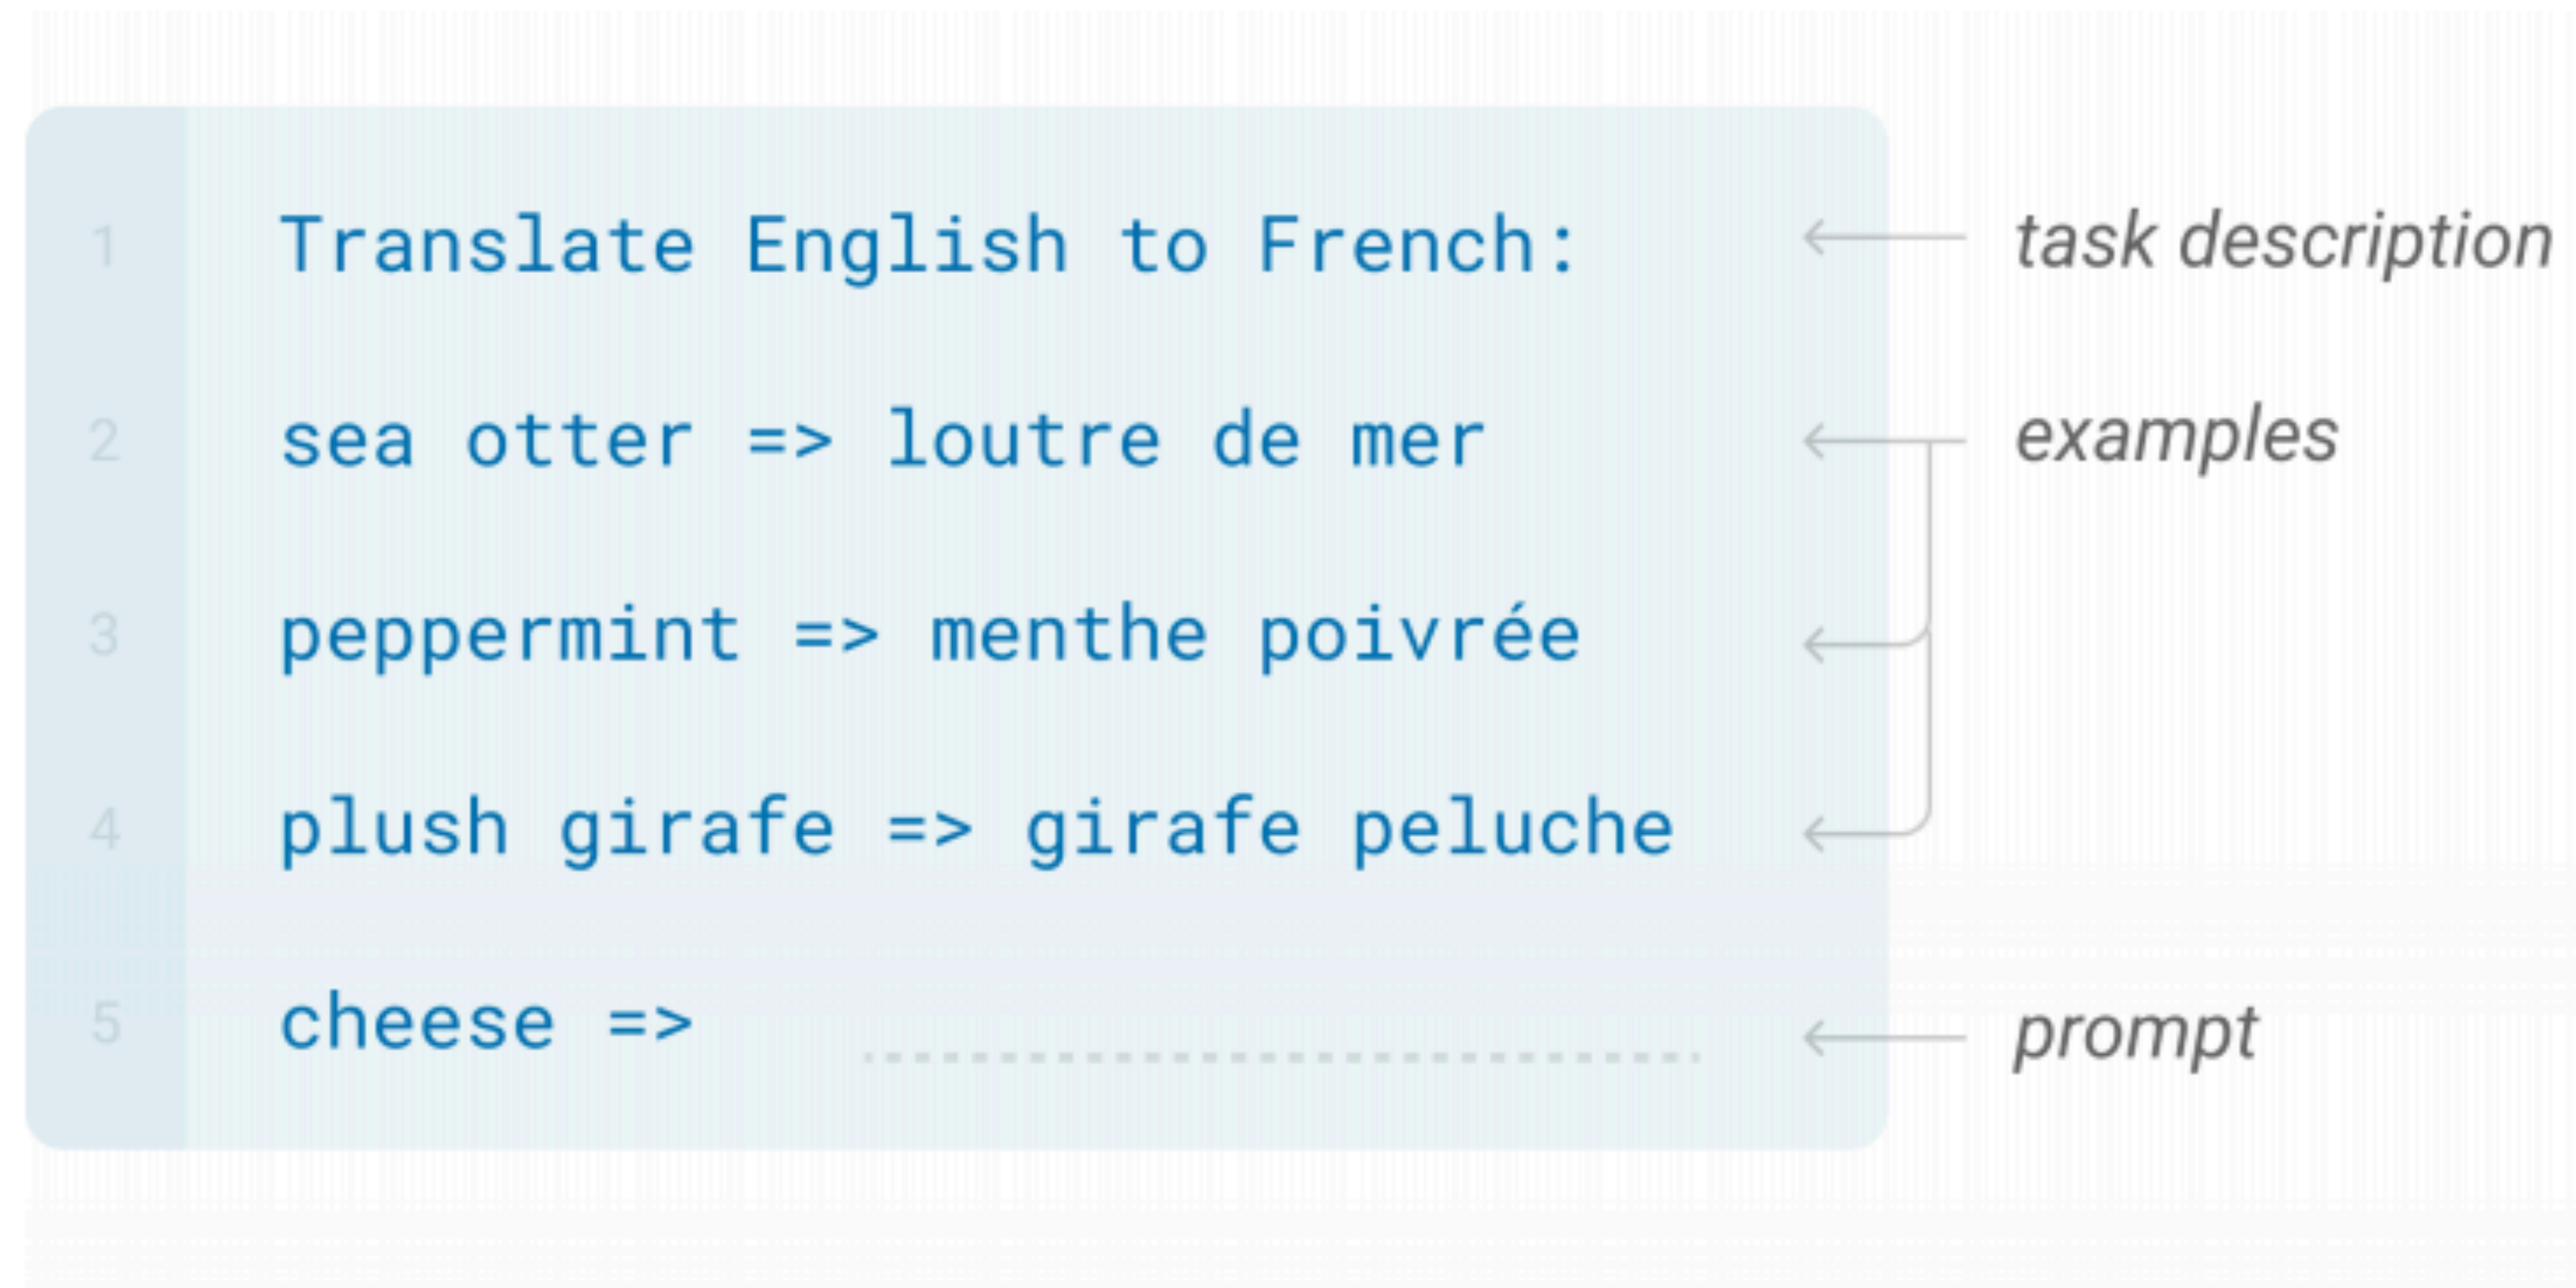 1 Translate English to French: task description
2 sea otter => loutre de mer examples
3 peppermint => menthe poivrée
4 plush girafe => girafe peluche
5 cheese => prompt